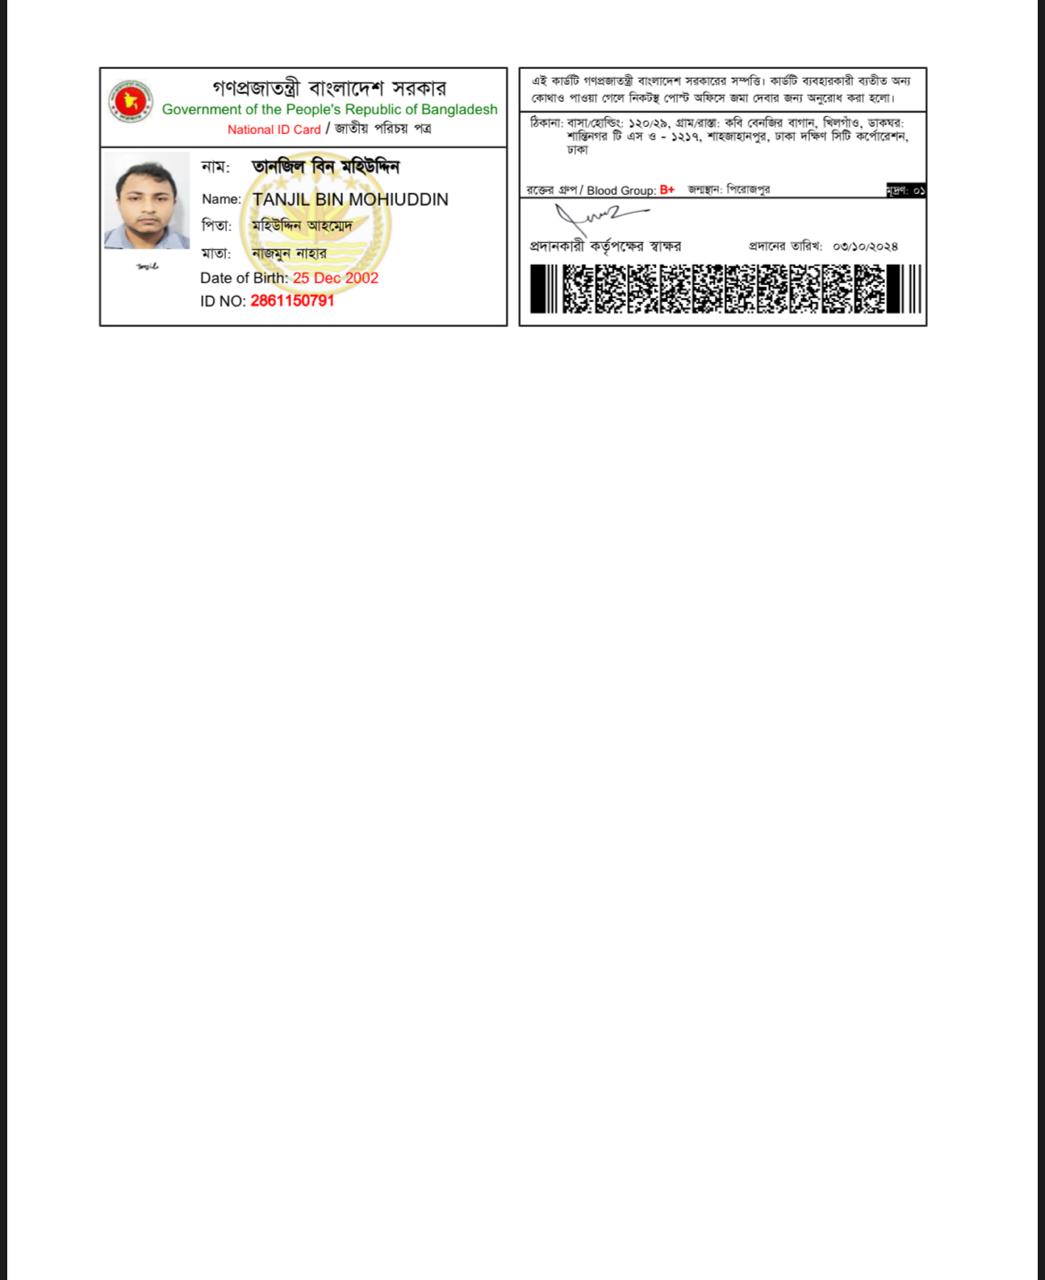 গণপ্রজাতন্ত্রী বাংলাদেশ সরকার
Government of the People's Republic of Bangladesh
National ID Card / জাতীয় পরিচয় পত্র
নাম: তানজিল বিন মহিউদ্দিন
Name: TANJIL BIN MOHIUDDIN
পিতা: মহিউদ্দিন আহম্মেদ
মাতা: নাজমুন নাহার
Date of Birth: 25 Dec 2002
ID NO: 2861150791
এই কার্ডটি গণপ্রজাতন্ত্রী বাংলাদেশ সরকারের সম্পত্তি। কার্ডটি ব্যবহারকারী ব্যতীত অন্য
কোথাও পাওয়া গেলে নিকটস্থ পোস্ট অফিসে জমা দেবার জন্য অনুরোধ করা হলো।
ঠিকানা: বাসা/হোল্ডিং: ১২০/২৯, গ্রাম/রাস্তা: কবি বেনজির বাগান, খিলগাঁও, ডাকঘর:
শান্তিনগর টি এস ও - ১২১৭, শাহজাহানপুর, ঢাকা দক্ষিণ সিটি কর্পোরেশন,
ঢাকা
রক্তের গ্রুপ / Blood Group: B+ জন্মস্থান: পিরোজপুর মুদ্রণ: ০১
প্রদানকারী কর্তৃপক্ষের স্বাক্ষর প্রদানের তারিখ: ০৩/১০/২০২৪